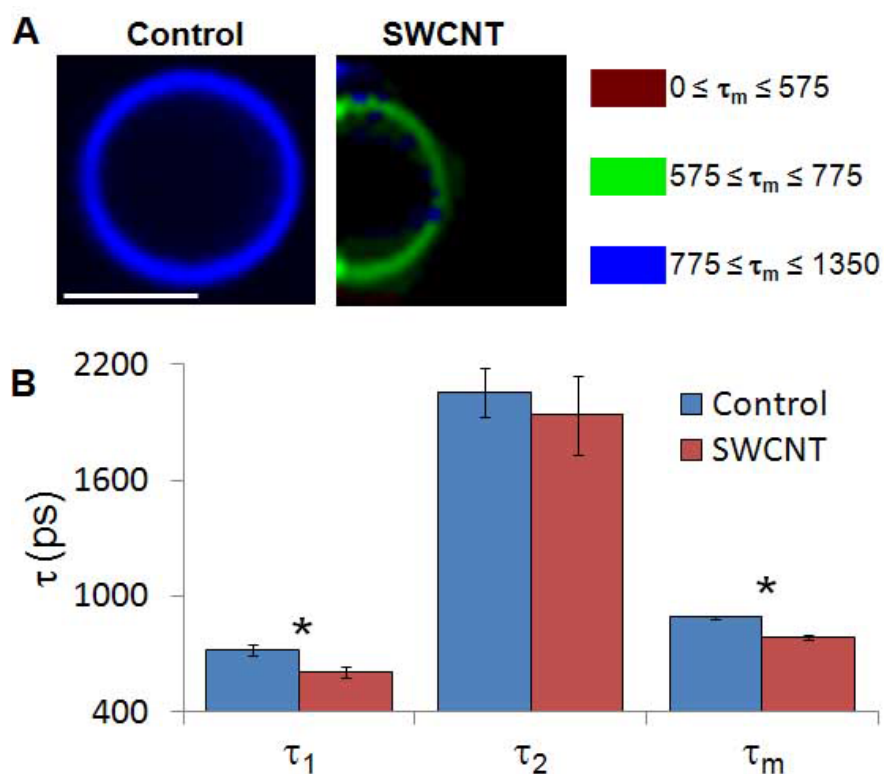 A
Control
SWCNT
0 ≤ τm ≤ 575
575 ≤ τm ≤ 775
775 ≤ τm ≤ 1350
B
2200
1600
1000
400
τ (ps)
Control
SWCNT
*
*
τ1
τ2
τm